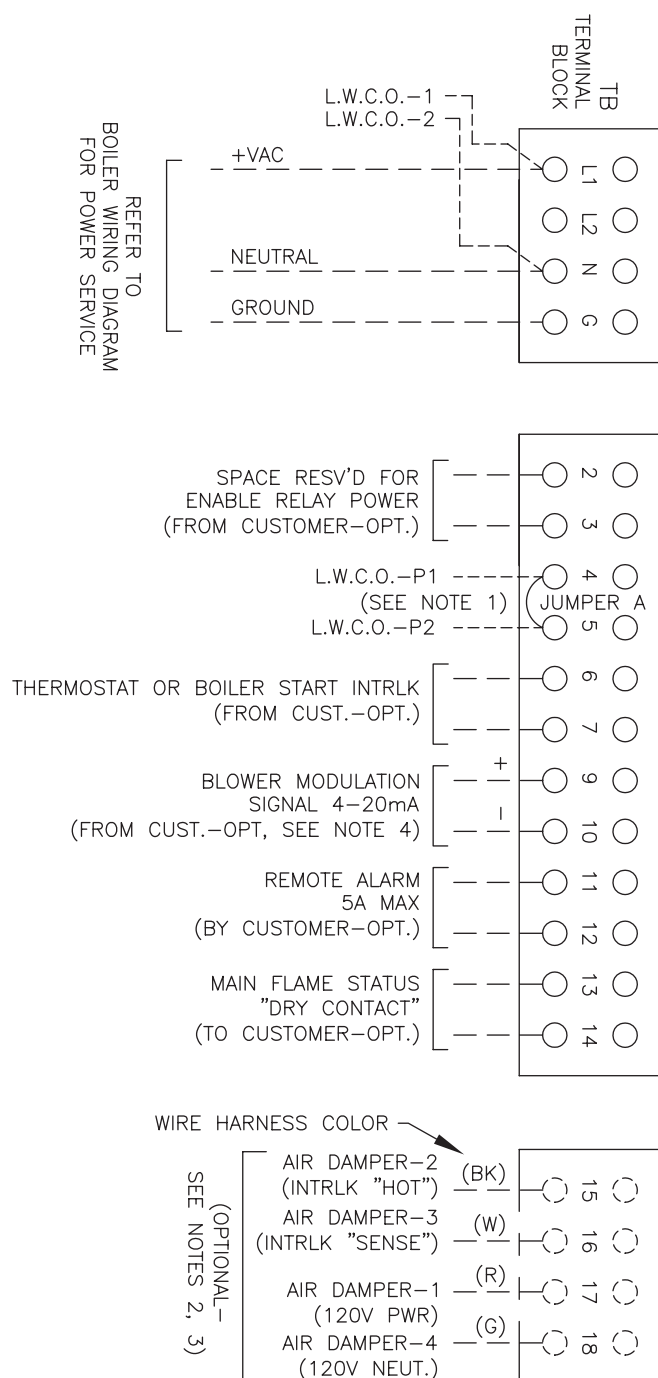 TB
TERMINAL
BLOCK
L.W.C.O.-1
L.W.C.O.-2
+VAC
L1
L2
NEUTRAL
N
GROUND
G
REFER TO
BOILER WIRING DIAGRAM
FOR POWER SERVICE
SPACE RESV'D FOR
ENABLE RELAY POWER
(FROM CUSTOMER-OPT.)
2
3
L.W.C.O.-P1
4
(SEE NOTE 1)
JUMPER A
L.W.C.O.-P2
5
THERMOSTAT OR BOILER START INTRLK
(FROM CUST.-OPT.)
6
7
BLOWER MODULATION
SIGNAL 4-20mA
(FROM CUST.-OPT, SEE NOTE 4)
+
-
9
10
REMOTE ALARM
5A MAX
(BY CUSTOMER-OPT.)
11
12
MAIN FLAME STATUS
"DRY CONTACT"
(TO CUSTOMER-OPT.)
13
14
WIRE HARNESS COLOR
(OPTIONAL-
SEE NOTES 2, 3)
AIR DAMPER-2
(INTRLK "HOT")
(BK)
15
AIR DAMPER-3
(INTRLK "SENSE")
(W)
16
AIR DAMPER-1
(120V PWR)
(R)
17
AIR DAMPER-4
(120V NEUT.)
(G)
18